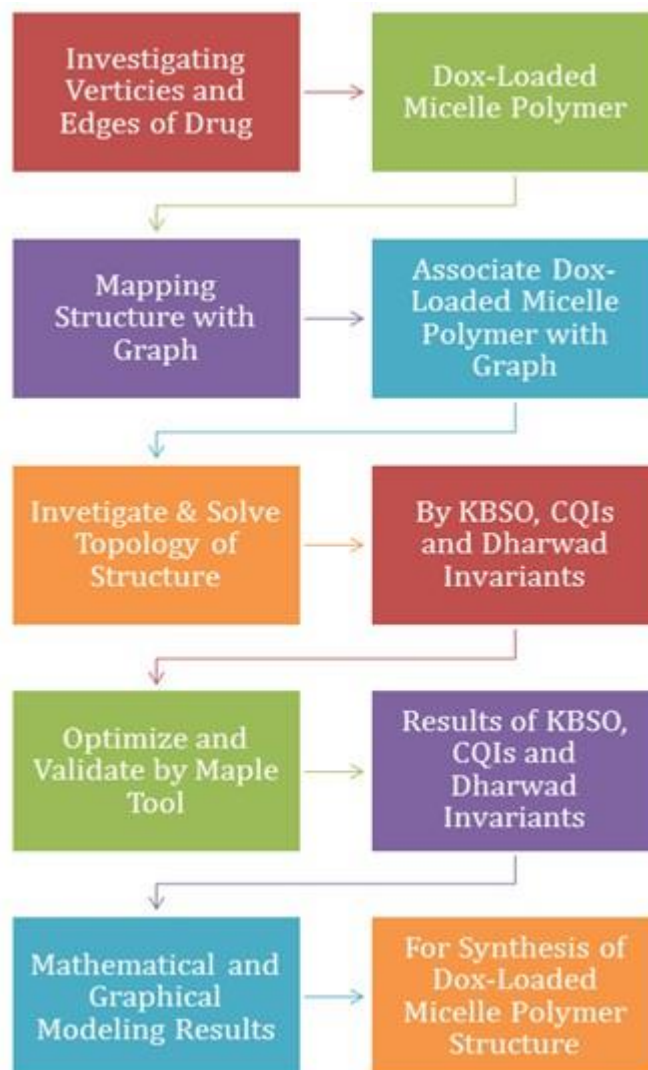 Investigating
Verticies and
Edges of Drug
Dox-Loaded
Micelle Polymer
Mapping
Structure with
Graph
Associate Dox-
Loaded Micelle
Polymer with
Graph
Invetigate & Solve
Topology of
Structure
By KBSO, CQIs
and Dharwad
Invariants
Optimize and
Validate by Maple
Tool
Results of KBSO,
CQIs and
Dharwad
Invariants
Mathematical and
Graphical
Modeling Results
For Synthesis of
Dox-Loaded
Micelle Polymer
Structure